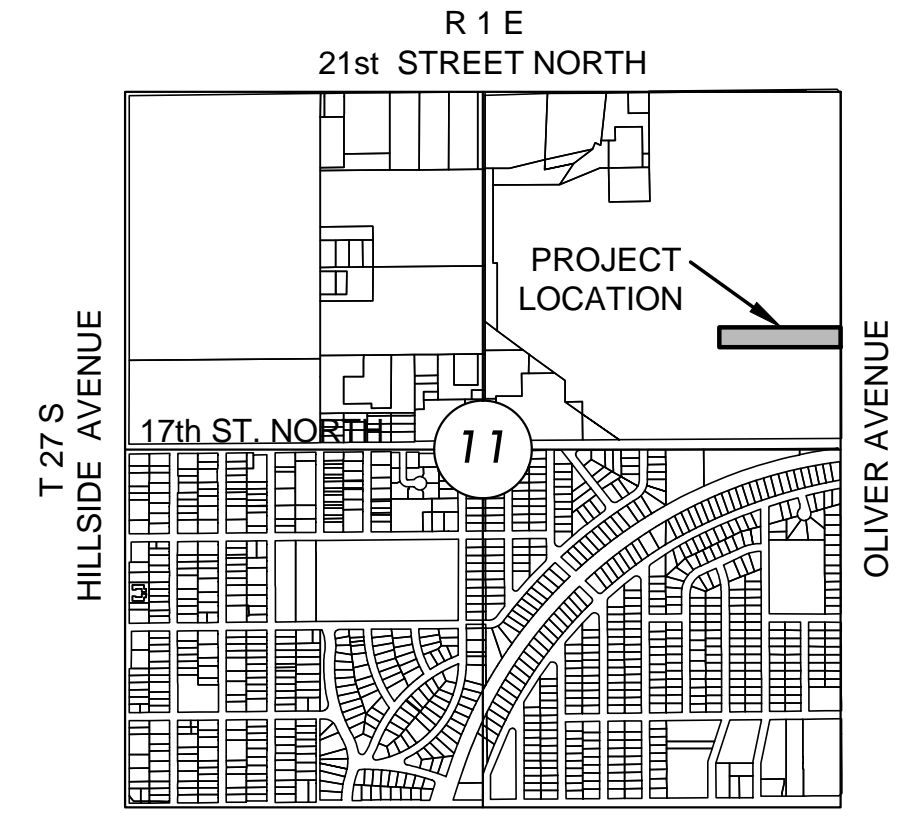 R 1 E
21st STREET NORTH
PROJECT
LOCATION
T 27 S
HILLSIDE AVENUE
OLIVER AVENUE
17th ST. NORTH
11